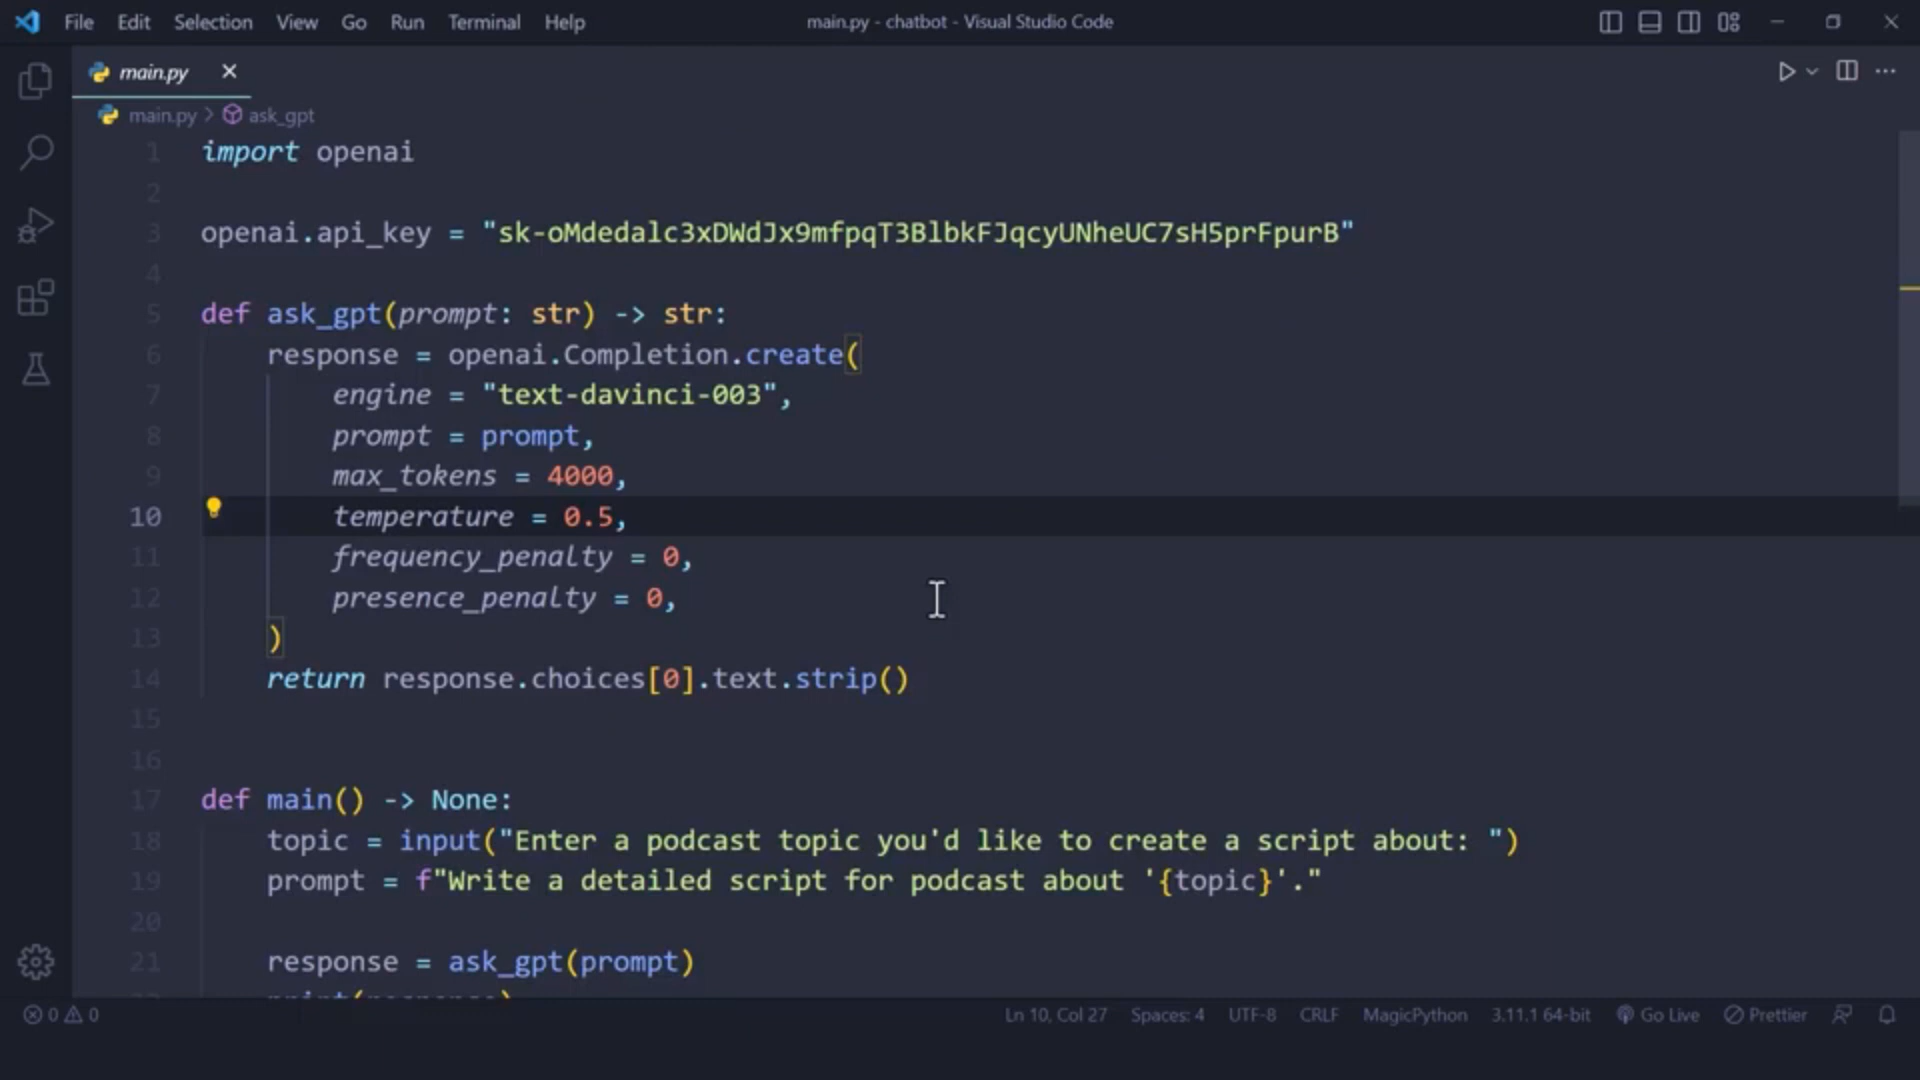 File Edit Selection View Go Run Terminal Help main.py - chatbot - Visual Studio Code
main.py
main.py > ask_gpt
1 import openai
2
3 openai.api_key = "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"
4
5 def ask_gpt(prompt: str) -> str:
6 response = openai.Completion.create(
7 engine = "text-davinci-003",
8 prompt = prompt,
9 max_tokens = 4000,
10 temperature = 0.5,
11 frequency_penalty = 0,
12 presence_penalty = 0,
13 )
14 return response.choices[0].text.strip()
15
16
17 def main() -> None:
18 topic = input("Enter a podcast topic you'd like to create a script about: ")
19 prompt = f"Write a detailed script for podcast about '{topic}'."
20
21 response = ask_gpt(prompt)
0 0 Ln 10, Col 27 Spaces: 4 UTF-8 CRLF MagicPython 3.11.1 64-bit Go Live Prettier